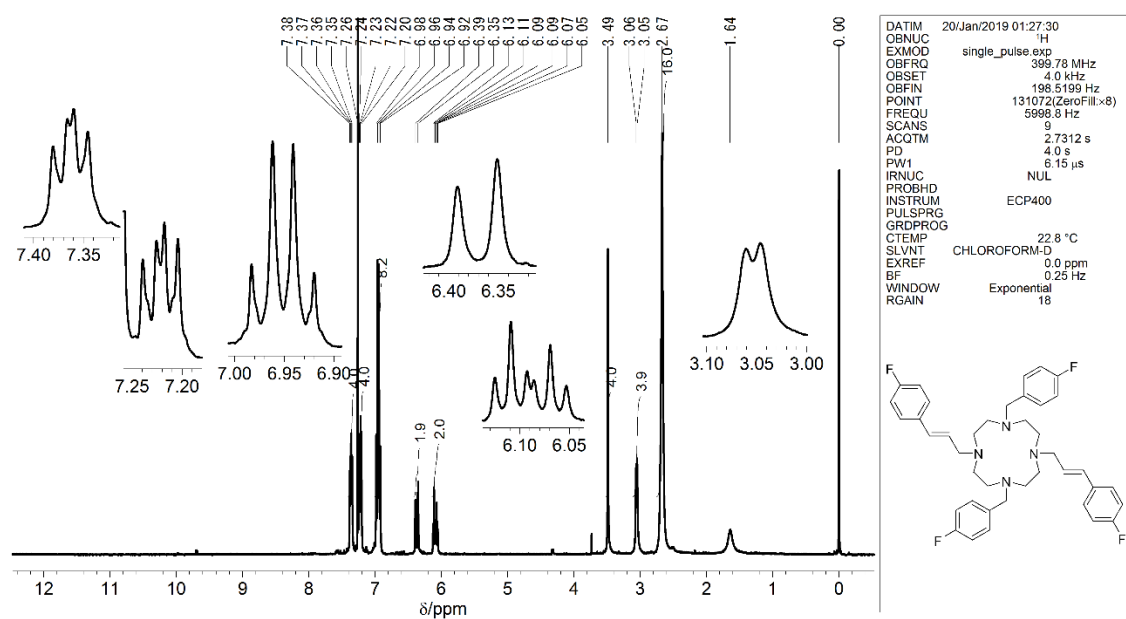 7.38
7.37
7.36
7.35
7.26
7.24
7.23
7.22
7.20
6.98
6.96
6.94
6.92
6.39
6.35
6.13
6.11
6.09
6.09
6.07
6.05
3.49
3.06
3.05
2.67
1.64
0.00
16.0
8.2
4.0
4.0
1.9
2.0
4.0
3.9
7.40 7.35
7.25 7.20
7.00 6.95 6.90
6.40 6.35
6.10 6.05
3.10 3.05 3.00
12 11 10 9 8 7 6 5 4 3 2 1 0
δ/ppm
DATIM 20/Jan/2019 01:27:30
OBNUC 1H
EXMOD single_pulse.exp
OBFRQ 399.78 MHz
OBSET 4.0 kHz
OBFIN 198.5199 Hz
POINT 131072(ZeroFill:×8)
FREQU 5998.8 Hz
SCANS 9
ACQTM 2.7312 s
PD 4.0 s
PW1 6.15 μs
IRNUC NUL
PROBHD
INSTRUM ECP400
PULSPRG
GRDPROG
CTEMP 22.8 °C
SLVNT CHLOROFORM-D
EXREF 0.0 ppm
BF 0.25 Hz
WINDOW Exponential
RGAIN 18
F
F
N
N
N
N
F
F